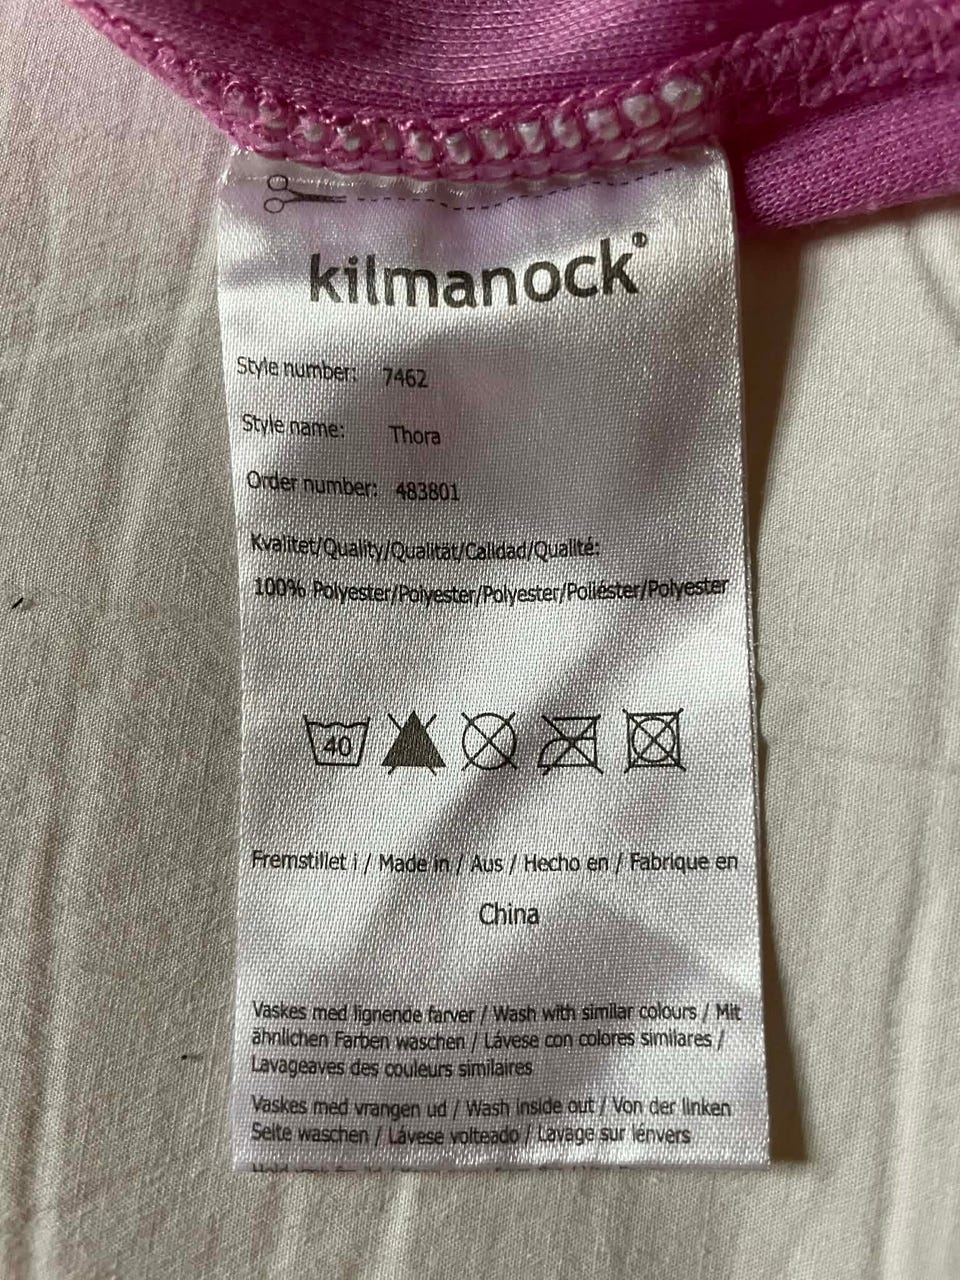 kilmanock®
Style number: 7462
Style name: Thora
Order number: 483801
Kvalitet/Quality/Qualität/Calidad/Qualité:
100% Polyester/Polyester/Polyester/Poliéster/Polyester
40
Fremstillet i / Made in / Aus / Hecho en / Fabrique en
China
Vaskes med lignende farver / Wash with similar colours / Mit
ähnlichen Farben waschen / Lávese con colores similares /
Lavageaves des couleurs similaires
Vaskes med vrangen ud / Wash inside out / Von der linken
Seite waschen / Lávese volteado / Lavage sur lénvers